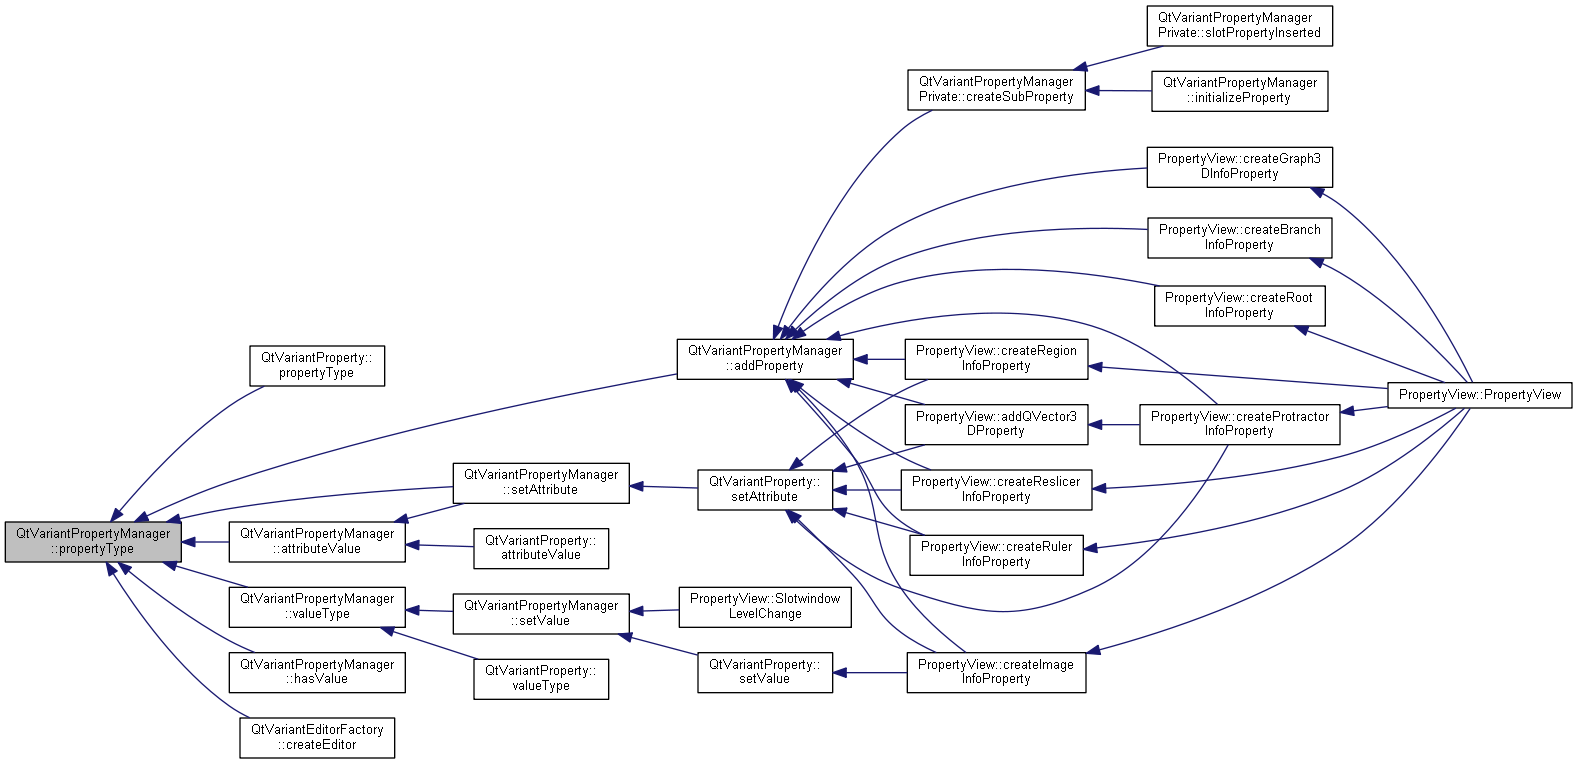 QtVariantPropertyManager
Private::slotPropertyInserted
QtVariantPropertyManager
Private::createSubProperty
QtVariantPropertyManager
::initializeProperty
PropertyView::createGraph3
DInfoProperty
PropertyView::createBranch
InfoProperty
PropertyView::createRoot
InfoProperty
QtVariantProperty::
propertyType
QtVariantPropertyManager
::addProperty
PropertyView::createRegion
InfoProperty
PropertyView::PropertyView
PropertyView::addQVector3
DProperty
PropertyView::createProtractor
InfoProperty
QtVariantPropertyManager
::setAttribute
QtVariantProperty::
setAttribute
PropertyView::createReslicer
InfoProperty
QtVariantPropertyManager
::propertyType
QtVariantPropertyManager
::attributeValue
QtVariantProperty::
attributeValue
PropertyView::createRuler
InfoProperty
QtVariantPropertyManager
::valueType
QtVariantPropertyManager
::setValue
PropertyView::Slotwindow
LevelChange
QtVariantPropertyManager
::hasValue
QtVariantProperty::
valueType
QtVariantProperty::
setValue
PropertyView::createImage
InfoProperty
QtVariantEditorFactory
::createEditor